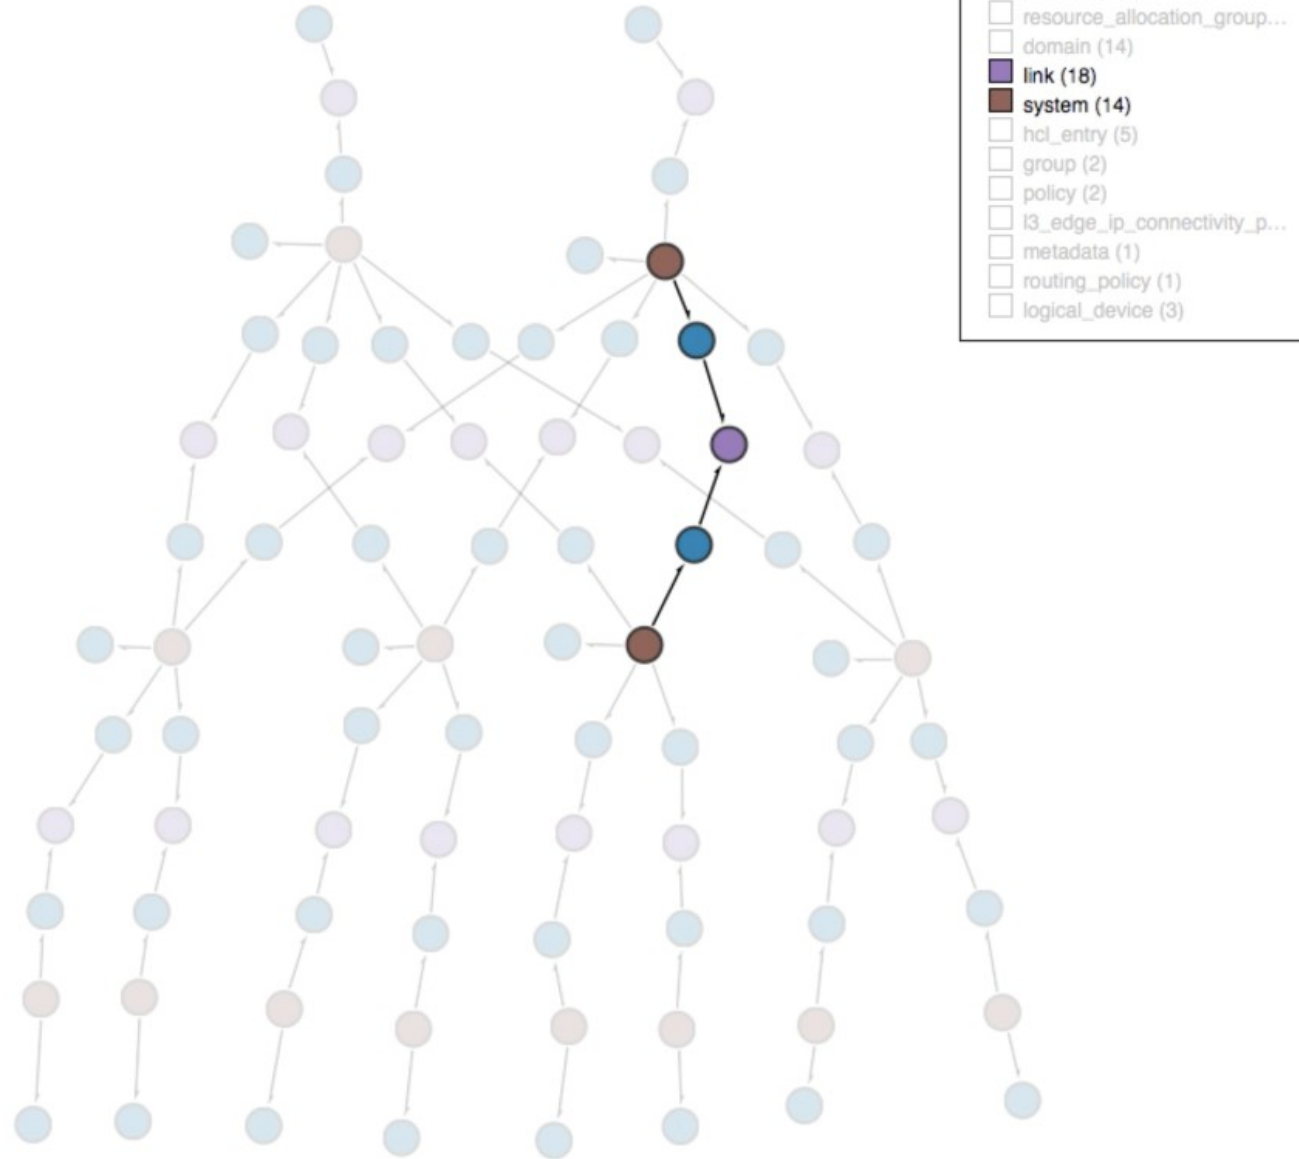 resource_allocation_group...
domain (14)
link (18)
system (14)
hcl_entry (5)
group (2)
policy (2)
l3_edge_ip_connectivity_p...
metadata (1)
routing_policy (1)
logical_device (3)